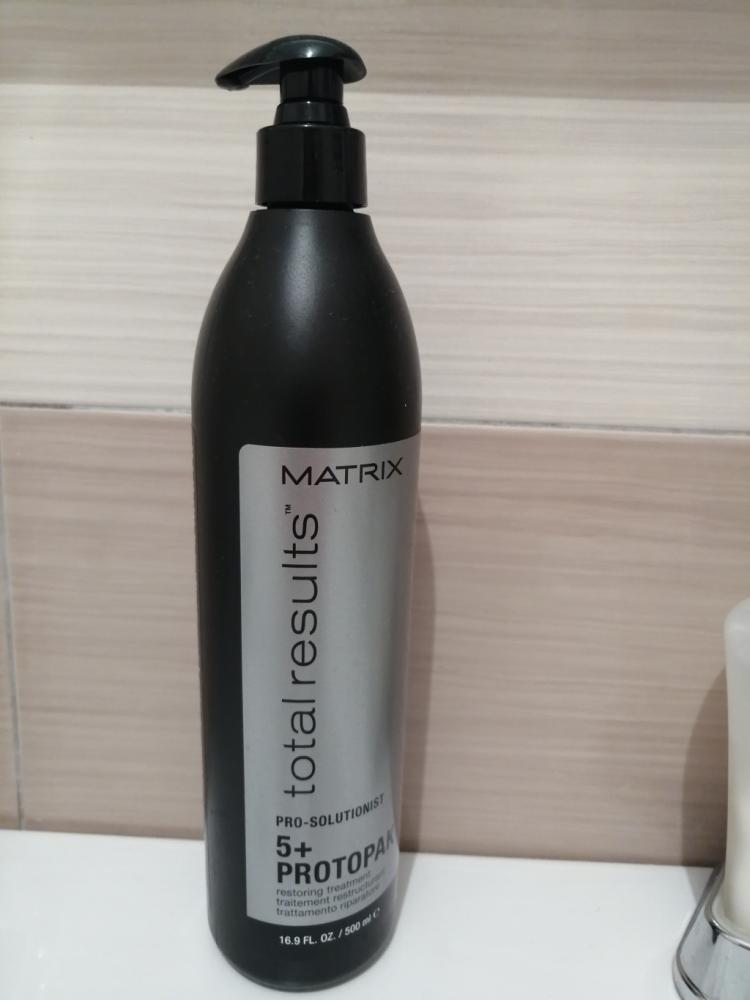 MATRIX
total results™
PRO-SOLUTIONIST
5+
PROTOPAK
restoring treatment
traitement restructurant
trattamento riparatore
16.9 FL. OZ. / 500 ml ℮